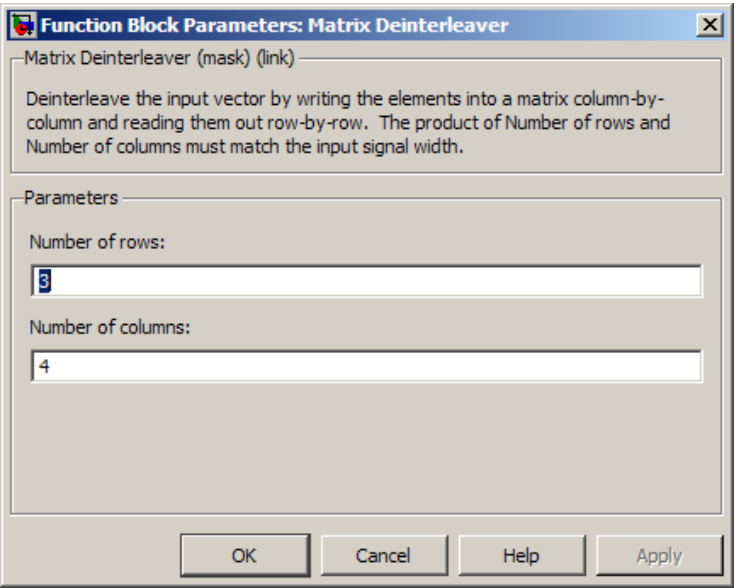 Function Block Parameters: Matrix Deinterleaver
Matrix Deinterleaver (mask) (link)
Deinterleave the input vector by writing the elements into a matrix column-by-
column and reading them out row-by-row.  The product of Number of rows and
Number of columns must match the input signal width.
Parameters
Number of rows:
3
Number of columns:
4
OK Cancel Help Apply